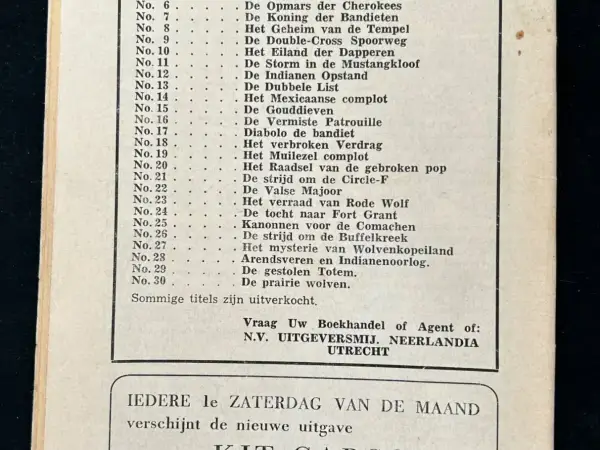 No. 6 . . . . . De Opmars der Cherokees
No. 7 . . . . . De Koning der Bandieten
No. 8 . . . . . Het Geheim van de Tempel
No. 9 . . . . . De Double-Cross Spoorweg
No. 10 . . . . . Het Eiland der Dapperen
No. 11 . . . . . De Storm in de Mustangkloof
No. 12 . . . . . De Indianen Opstand
No. 13 . . . . . De Dubbele List
No. 14 . . . . . Het Mexicaanse complot
No. 15 . . . . . De Gouddieven
No. 16 . . . . . De Vermiste Patrouille
No. 17 . . . . . Diabolo de bandiet
No. 18 . . . . . Het verbroken Verdrag
No. 19 . . . . . Het Muilezel complot
No. 20 . . . . . Het Raadsel van de gebroken pop
No. 21 . . . . . De strijd om de Circle-F
No. 22 . . . . . De Valse Majoor
No. 23 . . . . . Het verraad van Rode Wolf
No. 24 . . . . . De tocht naar Fort Grant
No. 25 . . . . . Kanonnen voor de Comachen
No. 26 . . . . . De strijd om de Buffelkreek
No. 27 . . . . . Het mysterie van Wolvenkopeiland
No. 28 . . . . . Arendsveren en Indianenoorlog.
No. 29 . . . . . De gestolen Totem.
No. 30 . . . . . De prairie wolven.
Sommige titels zijn uitverkocht.
Vraag Uw Boekhandel of Agent of:
N.V. UITGEVERSMIJ. NEERLANDIA
UTRECHT
IEDERE 1e ZATERDAG VAN DE MAAND
verschijnt de nieuwe uitgave